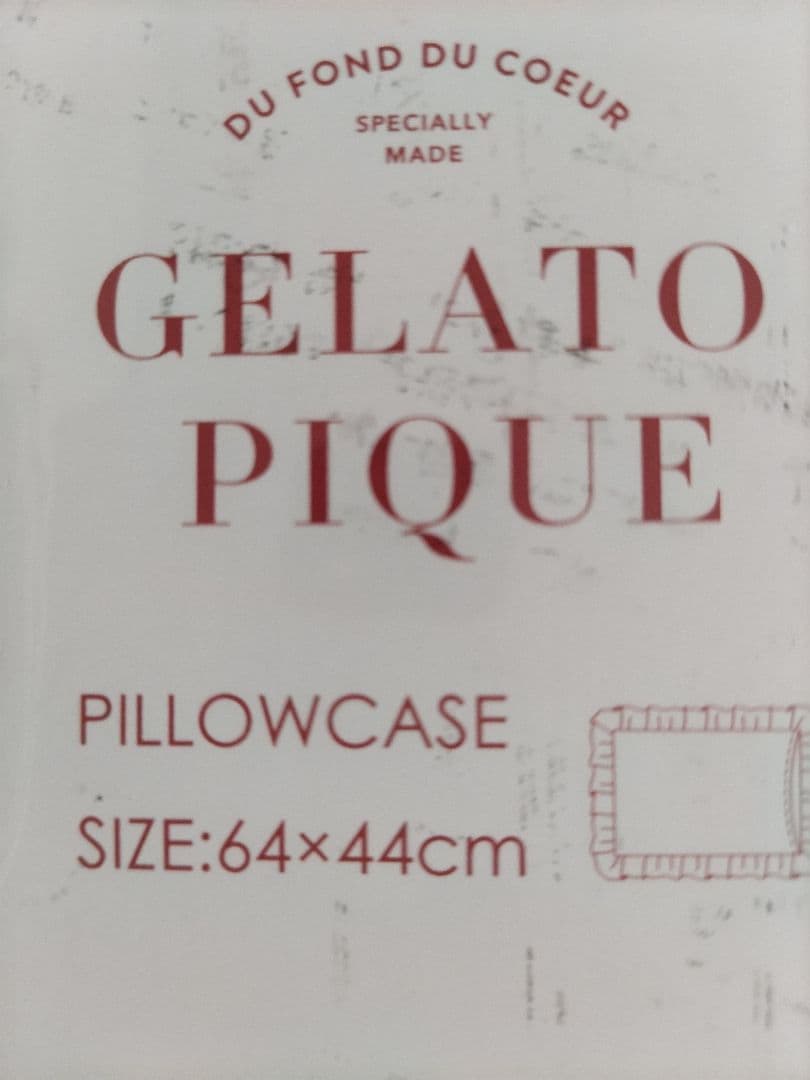 DU FOND DU COEUR
SPECIALLY
MADE
GELATO
PIQUE
PILLOWCASE
SIZE:64×44cm